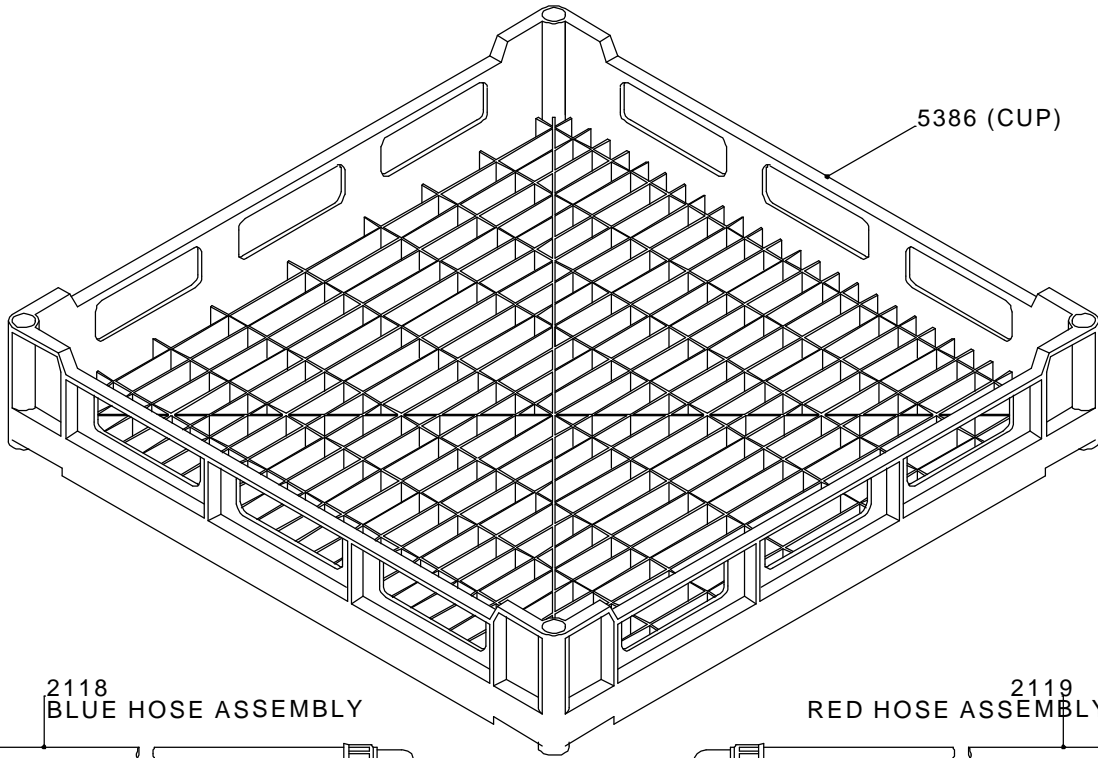 5386 (CUP)
2118
BLUE HOSE ASSEMBLY
2119
RED HOSE ASSEMBLY